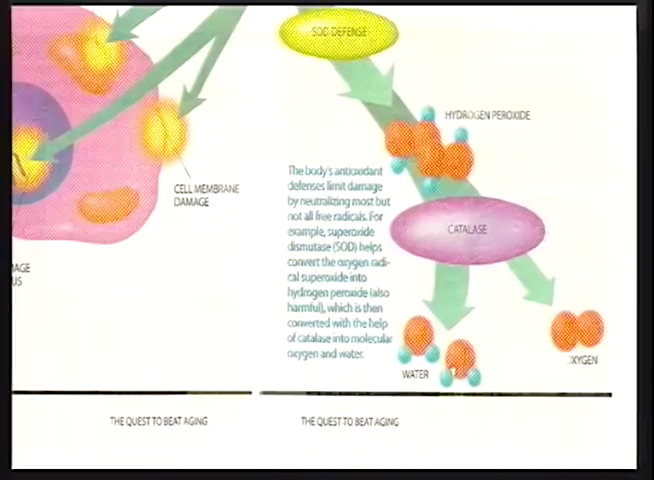 SOD DEFENSE
HYDROGEN PEROXIDE
The body's antioxidant
defenses limit damage
by neutralizing most but
not all free radicals. For
example, superoxide
dismutase (SOD) helps
convert the oxygen radi-
cal superoxide into
hydrogen peroxide (also
harmful), which is then
converted with the help
of catalase into molecular
oxygen and water.
CELL MEMBRANE
DAMAGE
CATALASE
WATER
OXYGEN
THE QUEST TO BEAT AGING
THE QUEST TO BEAT AGING